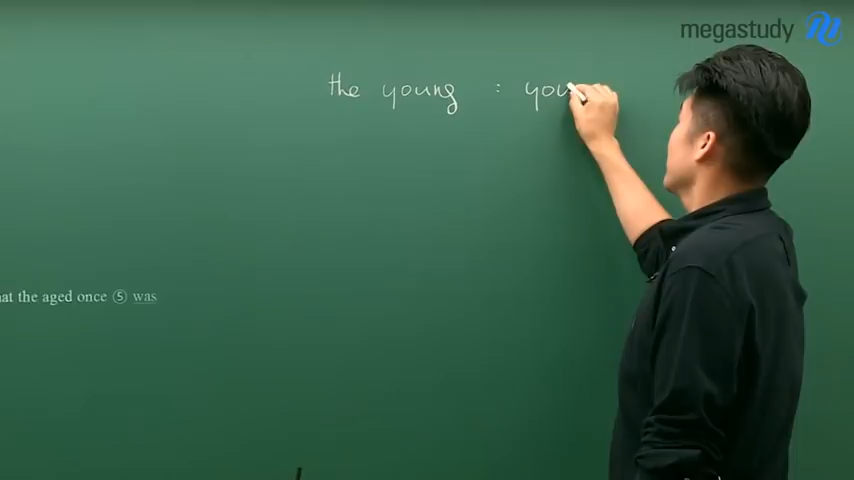 megastudy
the young : you
at the aged once ⑤ was